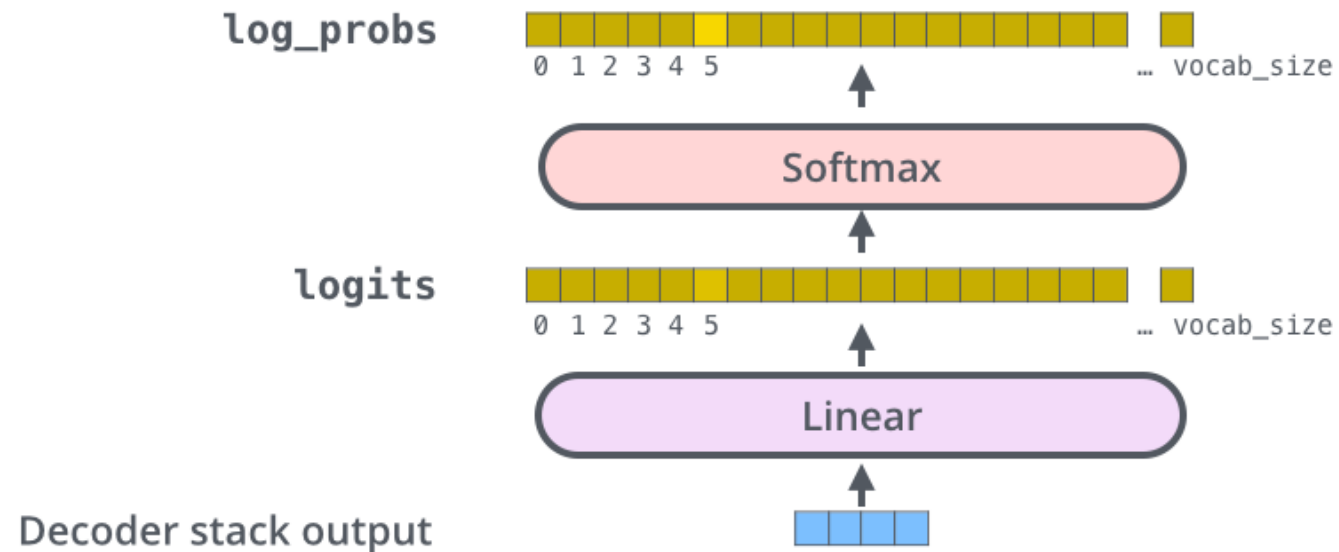 log_probs
0 1 2 3 4 5 … vocab_size
Softmax
logits
0 1 2 3 4 5 … vocab_size
Linear
Decoder stack output